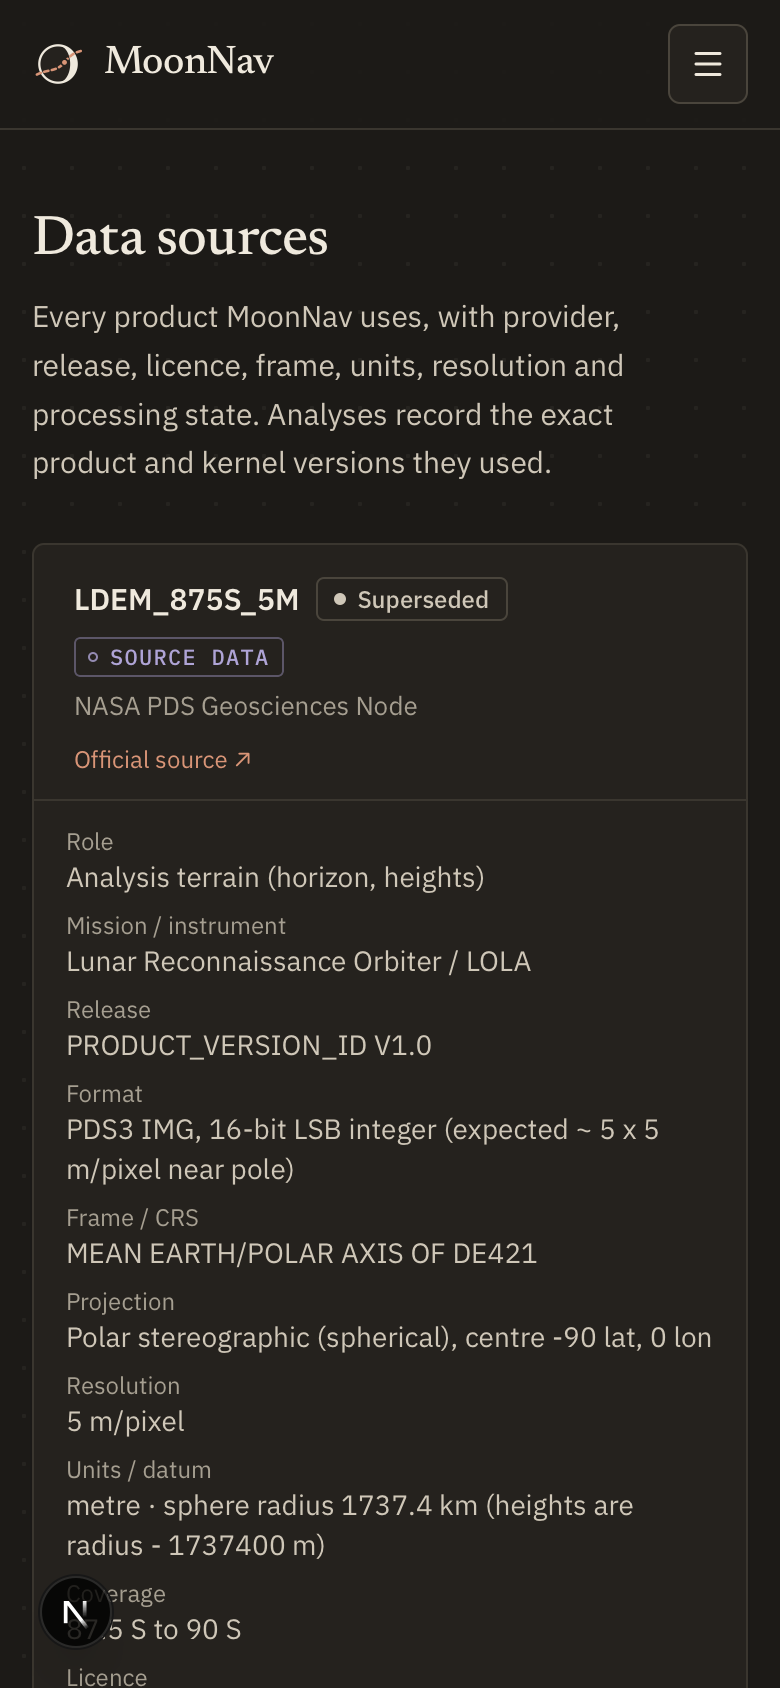 MoonNav
Data sources
Every product MoonNav uses, with provider,
release, licence, frame, units, resolution and
processing state. Analyses record the exact
product and kernel versions they used.
LDEM_875S_5M
Superseded
SOURCE DATA
NASA PDS Geosciences Node
Official source ↗
Role
Analysis terrain (horizon, heights)
Mission / instrument
Lunar Reconnaissance Orbiter / LOLA
Release
PRODUCT_VERSION_ID V1.0
Format
PDS3 IMG, 16-bit LSB integer (expected ~ 5 x 5
m/pixel near pole)
Frame / CRS
MEAN EARTH/POLAR AXIS OF DE421
Projection
Polar stereographic (spherical), centre -90 lat, 0 lon
Resolution
5 m/pixel
Units / datum
metre · sphere radius 1737.4 km (heights are
radius - 1737400 m)
Coverage
87.5 S to 90 S
N
Licence